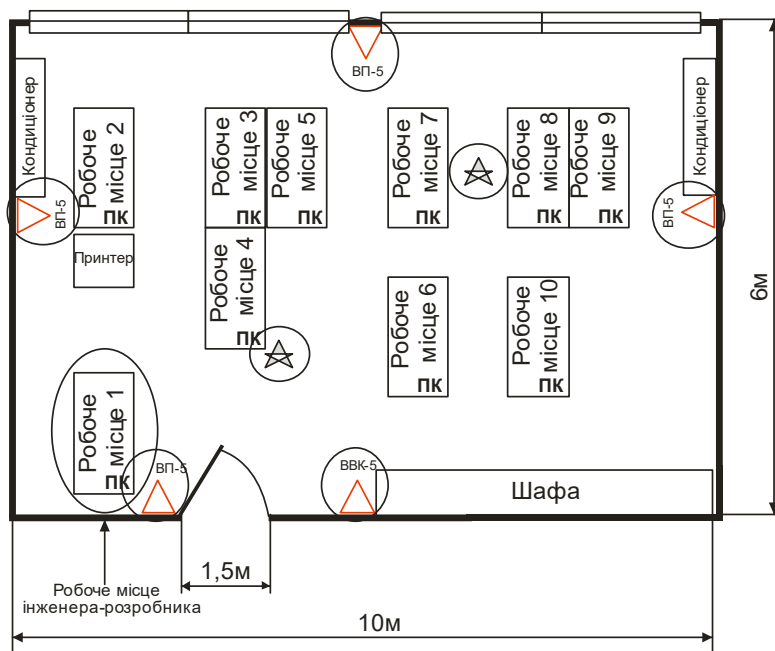 ВП-5
Кондиціонер
Кондиціонер
Робоче
місце 2
ПК
Робоче
місце 3
ПК
Робоче
місце 5
ПК
Робоче
місце 7
ПК
Робоче
місце 8
ПК
Робоче
місце 9
ПК
ВП-5
ВП-5
Принтер
Робоче
місце 4
ПК
Робоче
місце 6
ПК
Робоче
місце 10
ПК
6м
Робоче
місце 1
ПК
ВП-5
ВВК-5
Шафа
1,5м
Робоче місце
інженера-розробника
10м